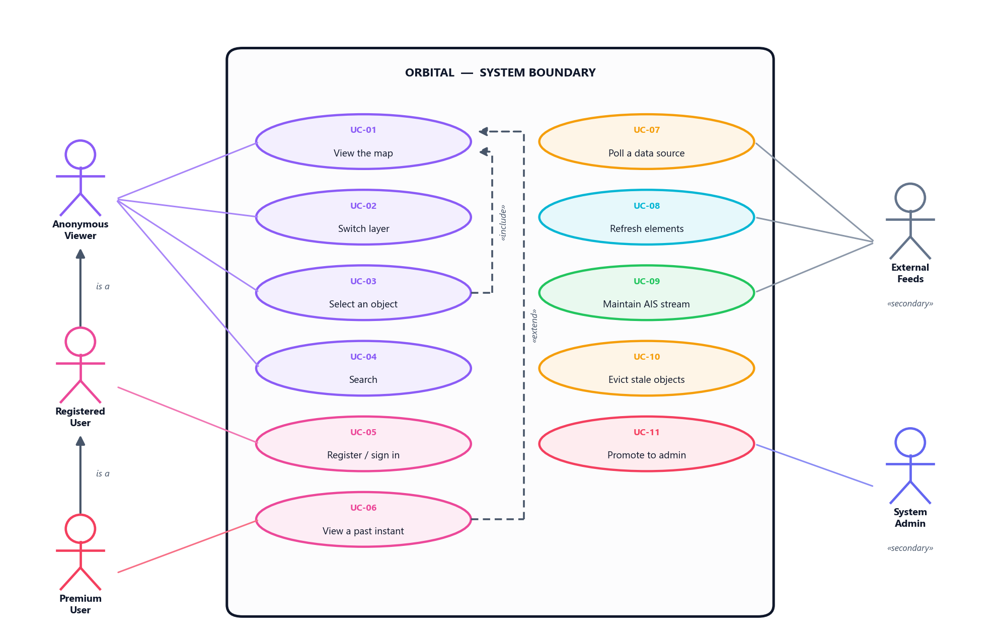 ORBITAL — SYSTEM BOUNDARY
Anonymous
Viewer
is a
Registered
User
is a
Premium
User
UC-01
View the map
UC-02
Switch layer
UC-03
Select an object
UC-04
Search
UC-05
Register / sign in
UC-06
View a past instant
«include»
«extend»
UC-07
Poll a data source
UC-08
Refresh elements
UC-09
Maintain AIS stream
UC-10
Evict stale objects
UC-11
Promote to admin
External
Feeds
«secondary»
System
Admin
«secondary»